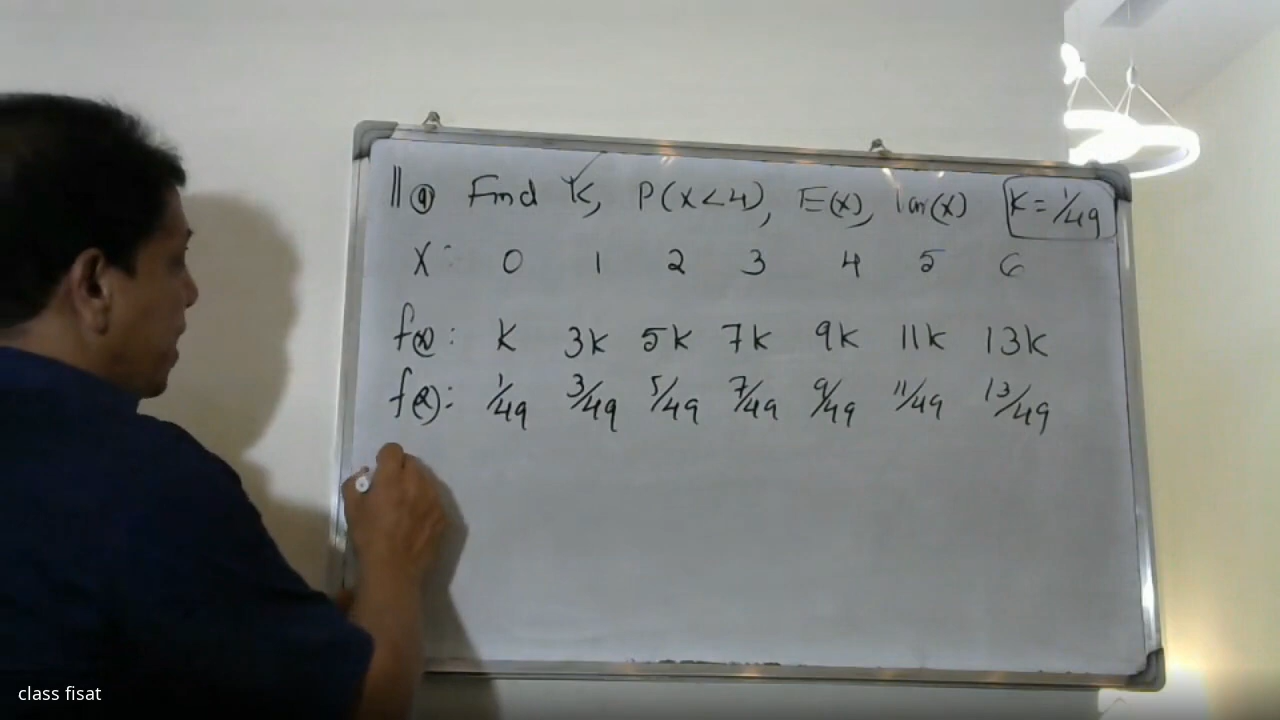 11 a) Find K, P(X<4), E(X), Var(X) K = 1/49
X: 0 1 2 3 4 5 6
f(x): K 3K 5K 7K 9K 11K 13K
f(x): 1/49 3/49 5/49 7/49 9/49 11/49 13/49
class fisat